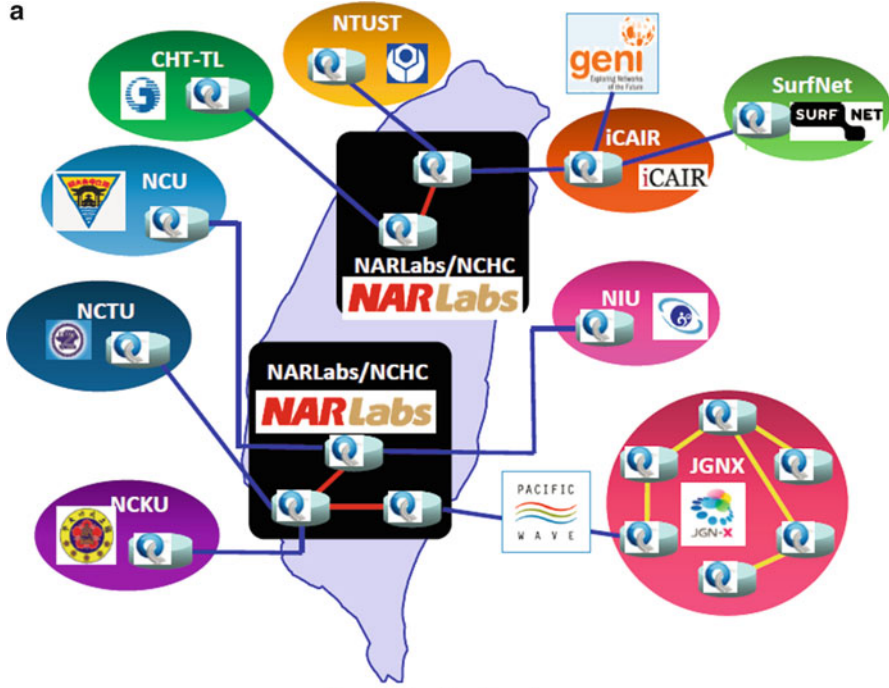 a
NTUST
CHT-TL
geni
Exploring Networks
of the Future
SurfNet
SURF NET
iCAIR
iCAIR
NCU
NARLabs/NCHC
NARLabs
NIU
NCTU
NARLabs/NCHC
NARLabs
JGNX
JGN-X
PACIFIC
WAVE
NCKU